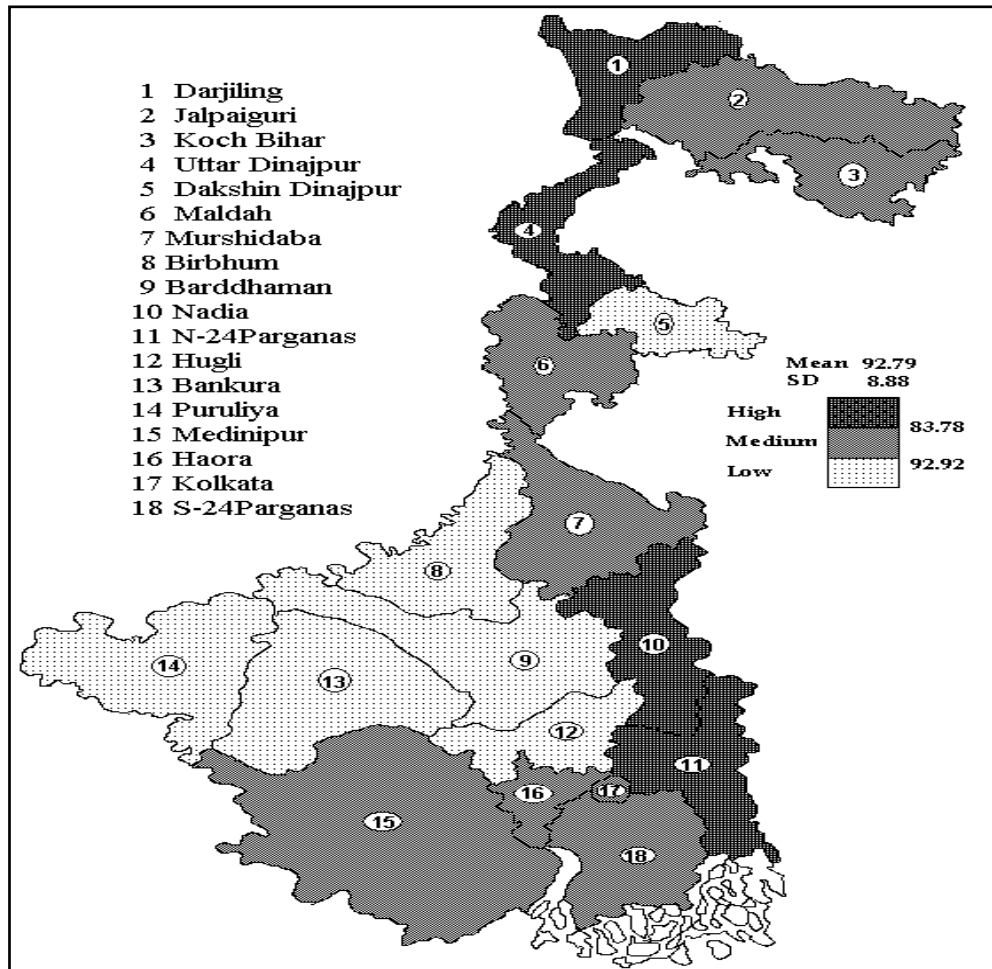 1 Darjiling
2 Jalpaiguri
3 Koch Bihar
4 Uttar Dinajpur
5 Dakshin Dinajpur
6 Maldah
7 Murshidaba
8 Birbhum
9 Barddhaman
10 Nadia
11 N-24Parganas
12 Hugli
13 Bankura
14 Puruliya
15 Medinipur
16 Haora
17 Kolkata
18 S-24Parganas
1
2
3
4
5
6
Mean 92.79
SD 8.88
High
83.78
Medium
92.92
Low
7
8
10
9
14
13
12
11
16
17
15
18